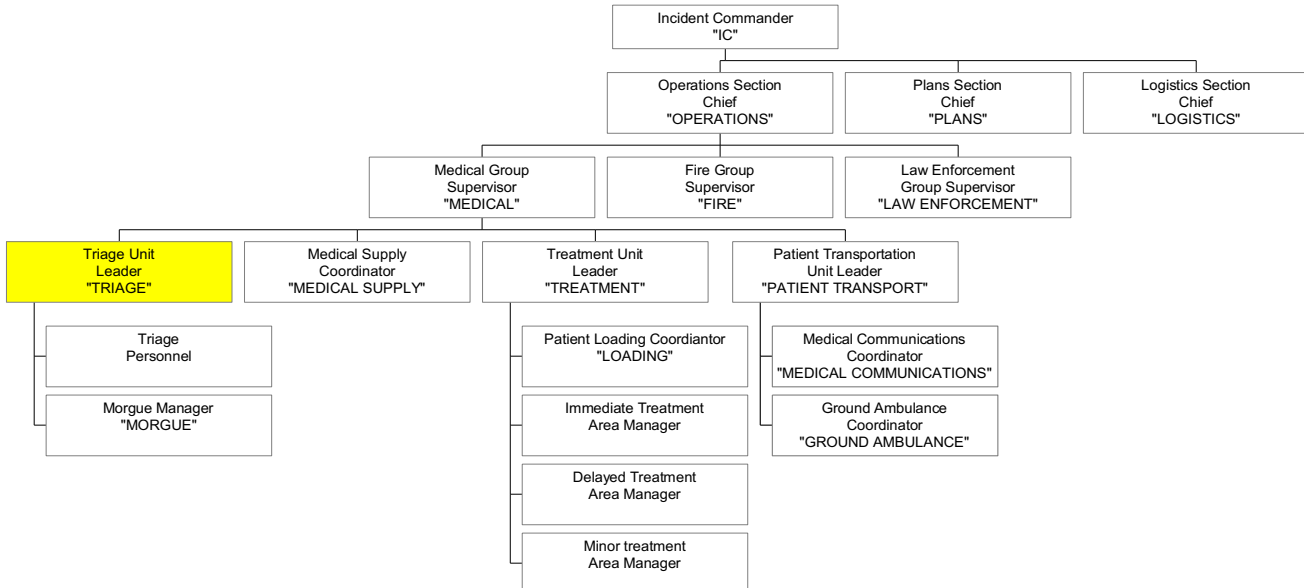 Incident Commander
"IC"
Operations Section
Chief
"OPERATIONS"
Plans Section
Chief
"PLANS"
Logistics Section
Chief
"LOGISTICS"
Medical Group
Supervisor
"MEDICAL"
Fire Group
Supervisor
"FIRE"
Law Enforcement
Group Supervisor
"LAW ENFORCEMENT"
Triage Unit
Leader
"TRIAGE"
Medical Supply
Coordinator
"MEDICAL SUPPLY"
Treatment Unit
Leader
"TREATMENT"
Patient Transportation
Unit Leader
"PATIENT TRANSPORT"
Triage
Personnel
Morgue Manager
"MORGUE"
Patient Loading Coordiantor
"LOADING"
Immediate Treatment
Area Manager
Delayed Treatment
Area Manager
Minor treatment
Area Manager
Medical Communications
Coordinator
"MEDICAL COMMUNICATIONS"
Ground Ambulance
Coordinator
"GROUND AMBULANCE"